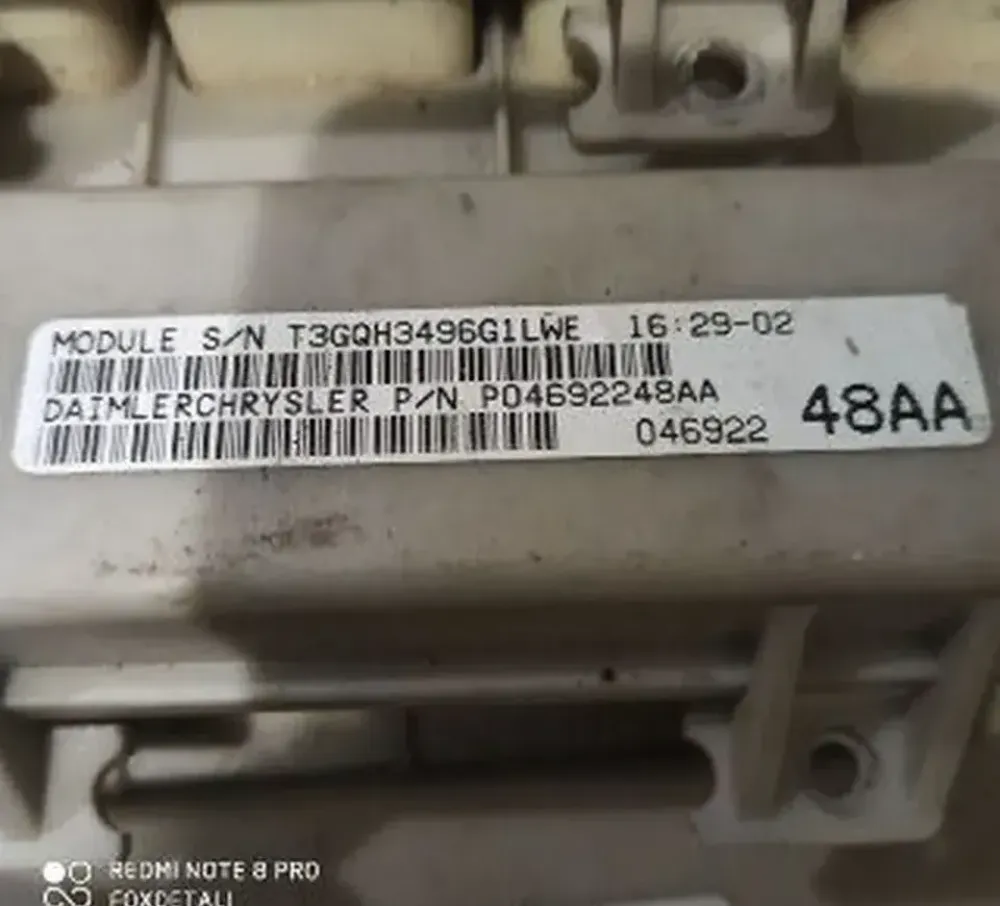 MODULE S/N T3GQH3496G1LWE 16:29-02
DAIMLERCHRYSLER P/N P04692248AA
046922 48AA
REDMI NOTE 8 PRO
FOXDETALI